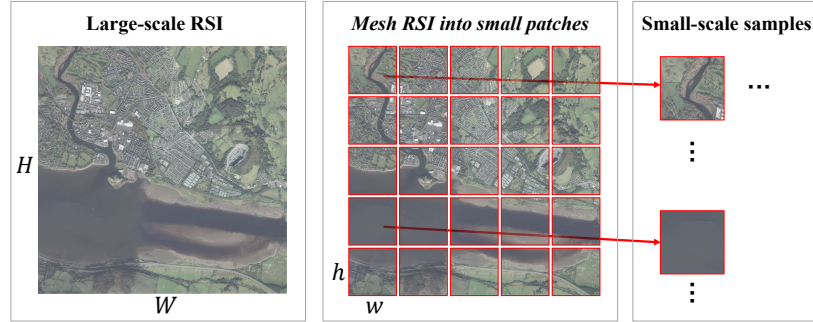 Large-scale RSI
Mesh RSI into small patches
Small-scale samples
H
W
h
w
...
⋮
⋮